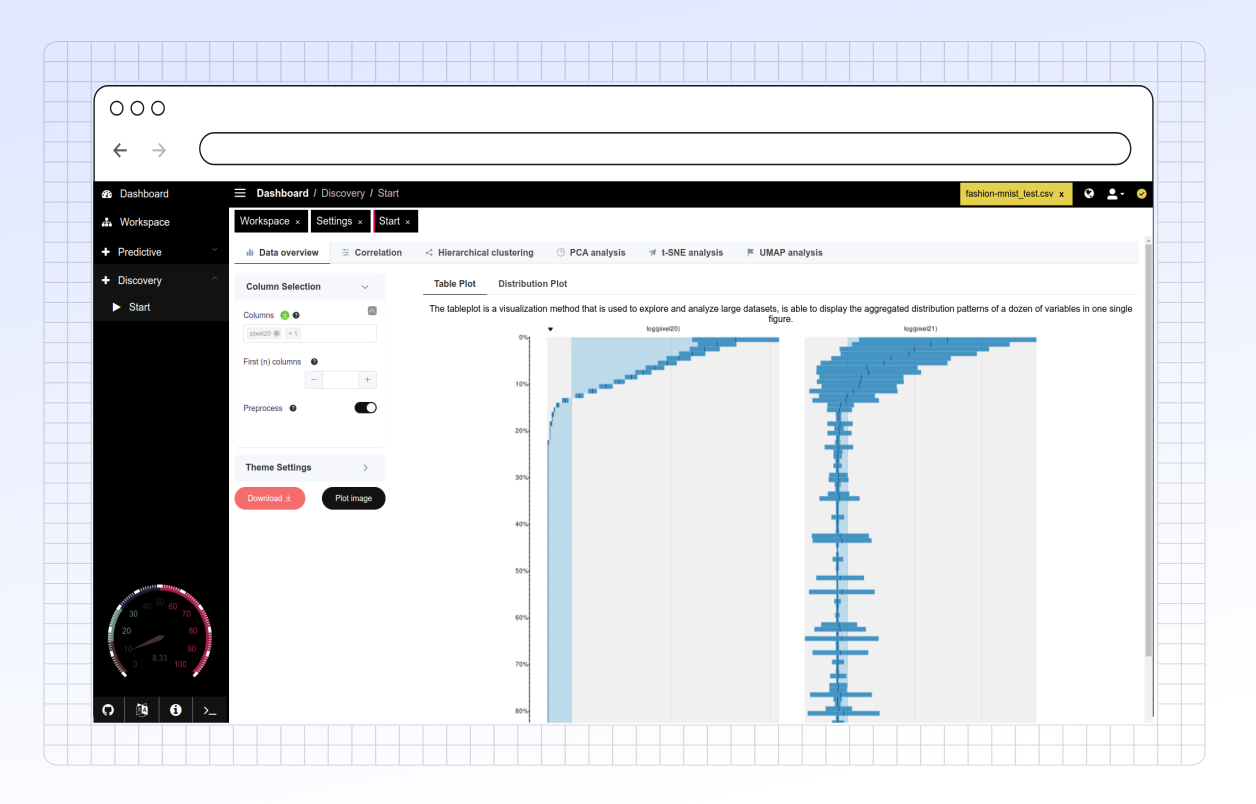 Dashboard
Dashboard / Discovery / Start
fashion-mnist_test.csv x
Workspace
Workspace × Settings × Start ×
Predictive
Data overview Correlation Hierarchical clustering PCA analysis t-SNE analysis UMAP analysis
Discovery
Start
Column Selection
Table Plot Distribution Plot
The tableplot is a visualization method that is used to explore and analyze large datasets, is able to display the aggregated distribution patterns of a dozen of variables in one single
figure.
Columns
pixel20 + 1
First (n) columns
− +
Preprocess
Theme Settings
Download Plot image
log(pixel20) log(pixel21)
0%
10%
20%
30%
40%
50%
60%
70%
80%
0 10 20 30 40 50 60 70 80 90 100
8.33